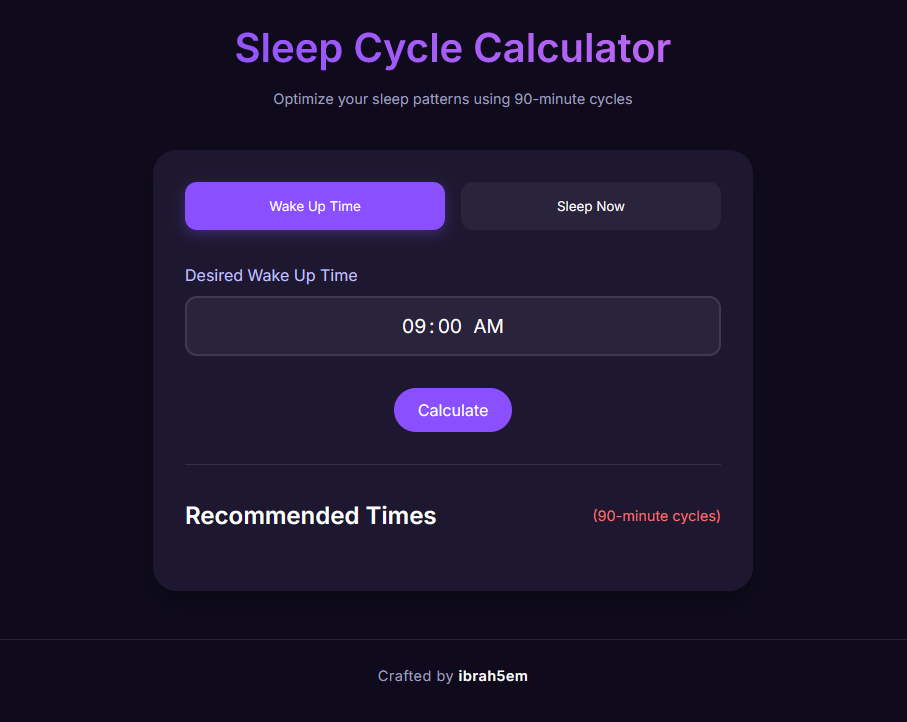 Sleep Cycle Calculator
Optimize your sleep patterns using 90-minute cycles
Wake Up Time
Sleep Now
Desired Wake Up Time
09:00 AM
Calculate
Recommended Times
(90-minute cycles)
Crafted by ibrah5em